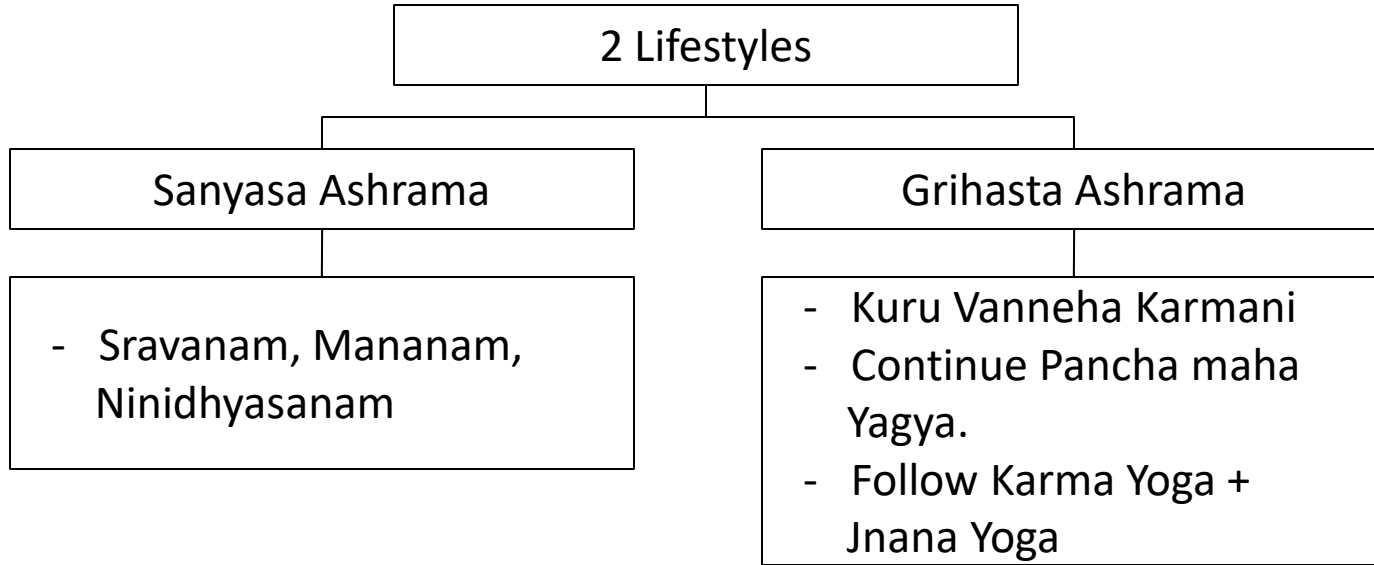 2 Lifestyles
Sanyasa Ashrama
Grihasta Ashrama
- Sravanam, Mananam,
Ninidhyasanam
- Kuru Vanneha Karmani
- Continue Pancha maha
Yagya.
- Follow Karma Yoga +
Jnana Yoga